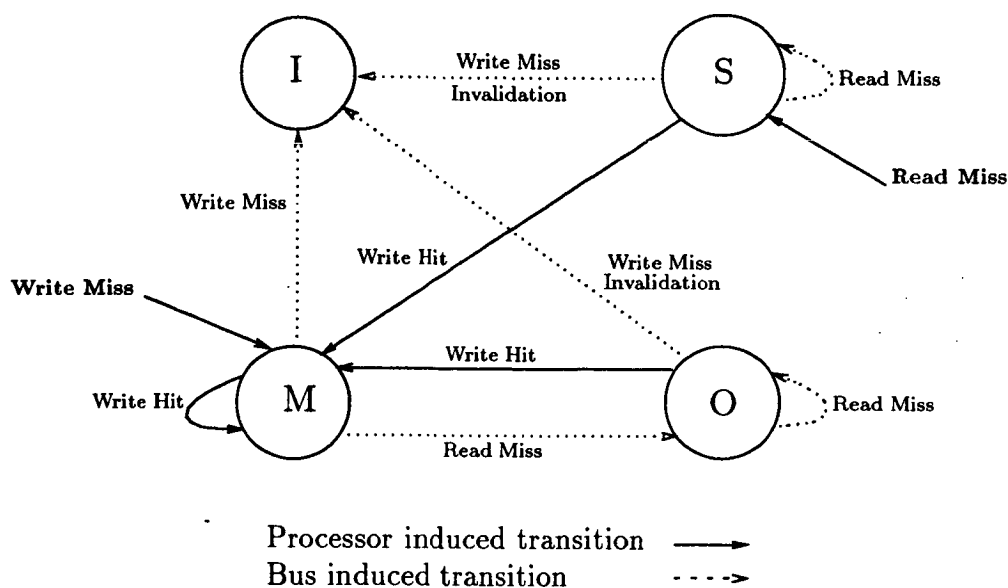 I
S
Write Miss
Invalidation
Read Miss
Read Miss
Write Miss
Write Hit
Write Miss
Invalidation
Write Miss
Write Hit
Write Hit
M
O
Read Miss
Read Miss
Processor induced transition
Bus induced transition